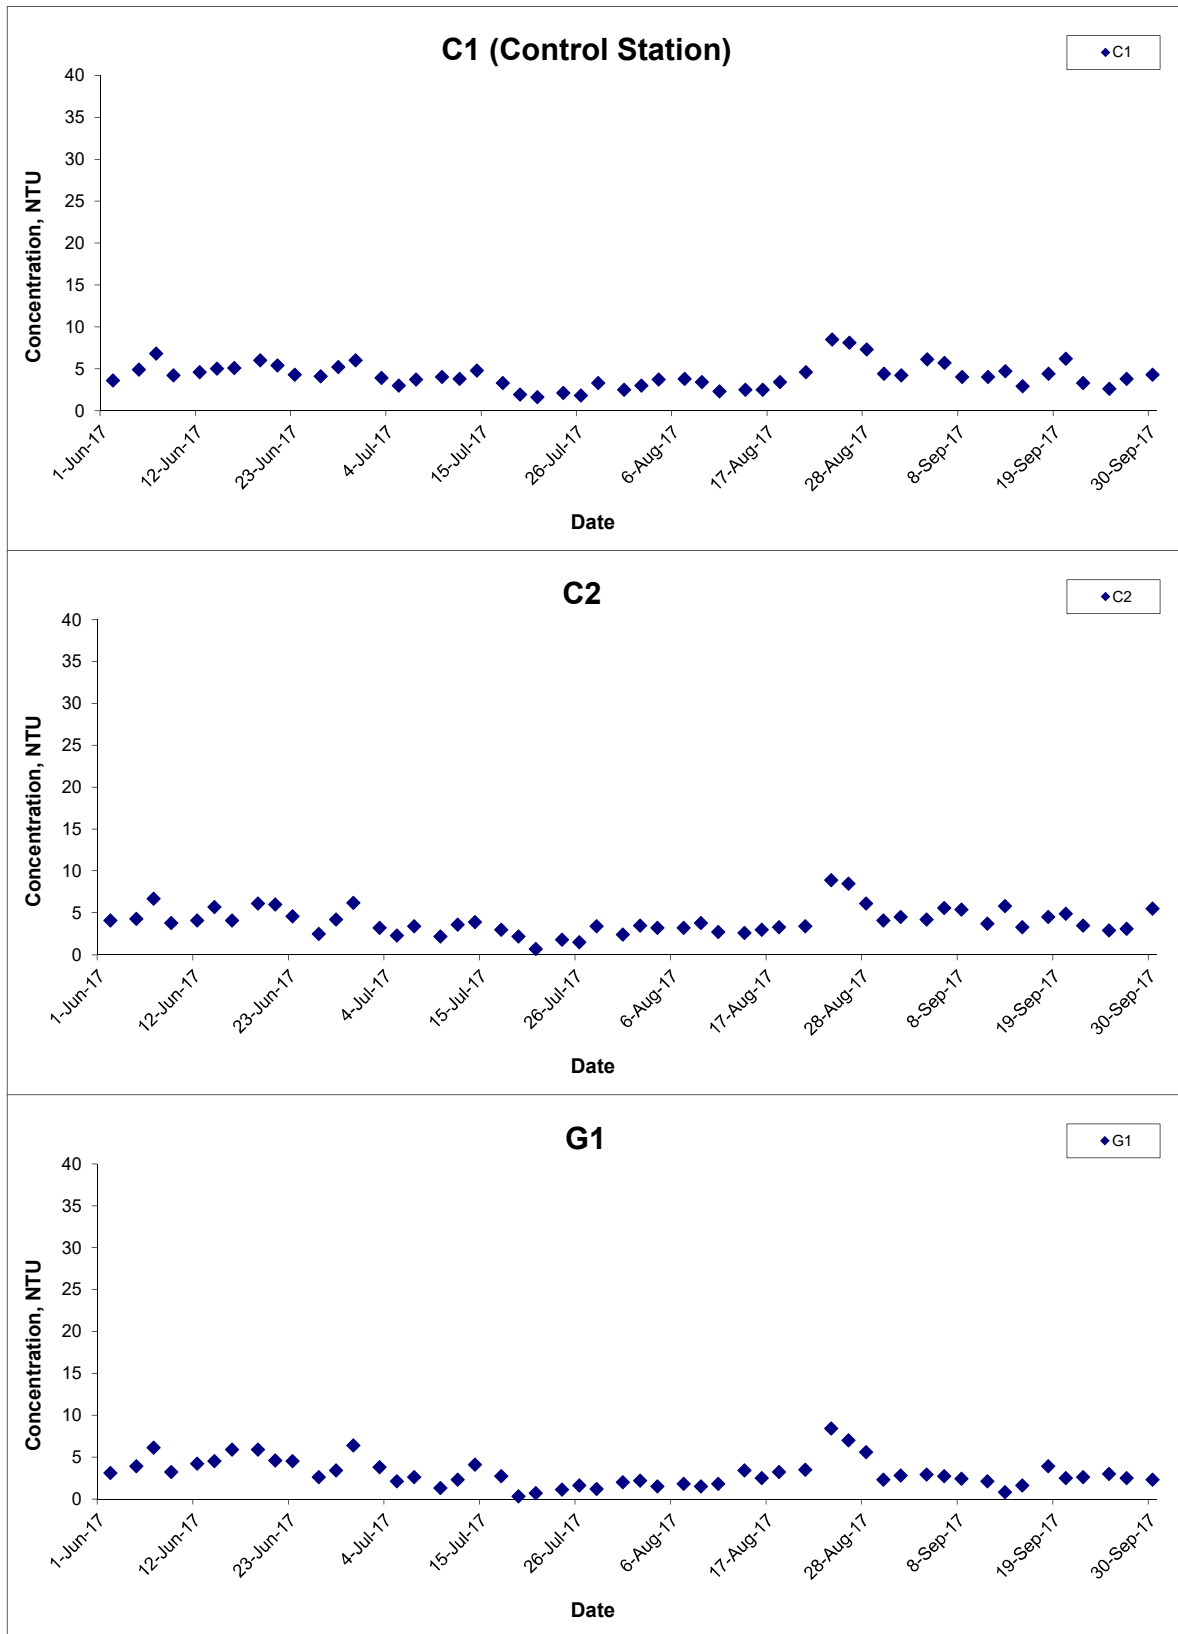 C1 (Control Station)
C1
40
35
30
25
20
15
10
5
0
Concentration, NTU
1-Jun-17
12-Jun-17
23-Jun-17
4-Jul-17
15-Jul-17
26-Jul-17
6-Aug-17
17-Aug-17
28-Aug-17
8-Sep-17
19-Sep-17
30-Sep-17
Date
C2
C2
40
35
30
25
20
15
10
5
0
Concentration, NTU
1-Jun-17
12-Jun-17
23-Jun-17
4-Jul-17
15-Jul-17
26-Jul-17
6-Aug-17
17-Aug-17
28-Aug-17
8-Sep-17
19-Sep-17
30-Sep-17
Date
G1
G1
40
35
30
25
20
15
10
5
0
Concentration, NTU
1-Jun-17
12-Jun-17
23-Jun-17
4-Jul-17
15-Jul-17
26-Jul-17
6-Aug-17
17-Aug-17
28-Aug-17
8-Sep-17
19-Sep-17
30-Sep-17
Date